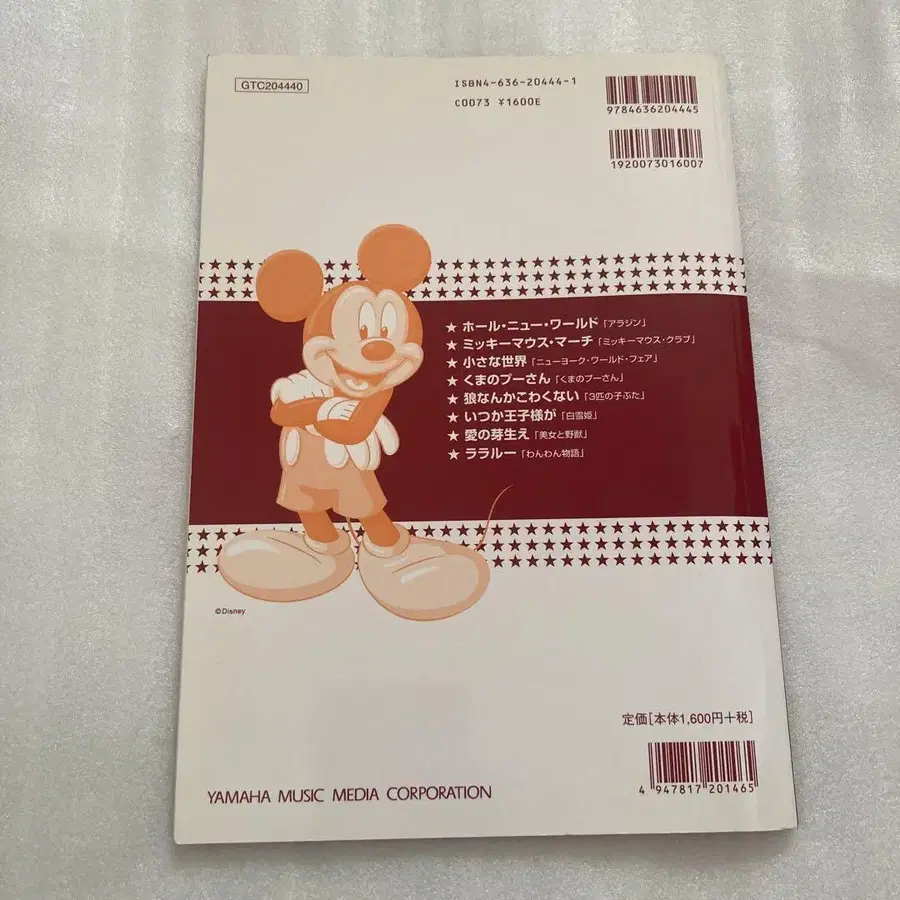 GTC204440
ISBN4-636-20444-1
C0073 ¥1600E
9784636204445
1920073016007
★ ホール・ニュー・ワールド「アラジン」
★ ミッキーマウス・マーチ「ミッキーマウス・クラブ」
★ 小さな世界「ニューヨーク・ワールド・フェア」
★ くまのプーさん「くまのプーさん」
★ 狼なんかこわくない「3匹の子ぶた」
★ いつか王子様が「白雪姫」
★ 愛の芽生え「美女と野獣」
★ ララルー「わんわん物語」
©Disney
定価[本体1,600円+税]
YAMAHA MUSIC MEDIA CORPORATION
4 947817 201465